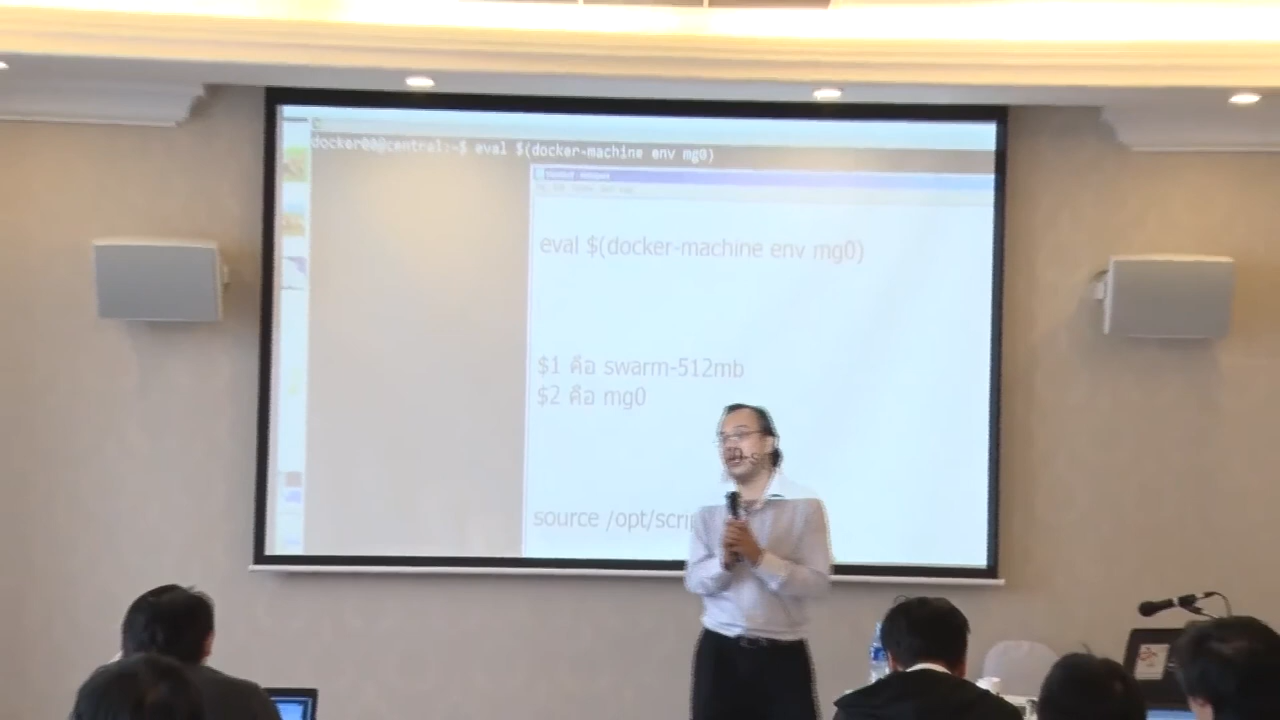 docker00@central:~$ eval $(docker-machine env mg0)
eval $(docker-machine env mg0)
$1 คือ swarm-512mb
$2 คือ mg0
source /opt/scrip